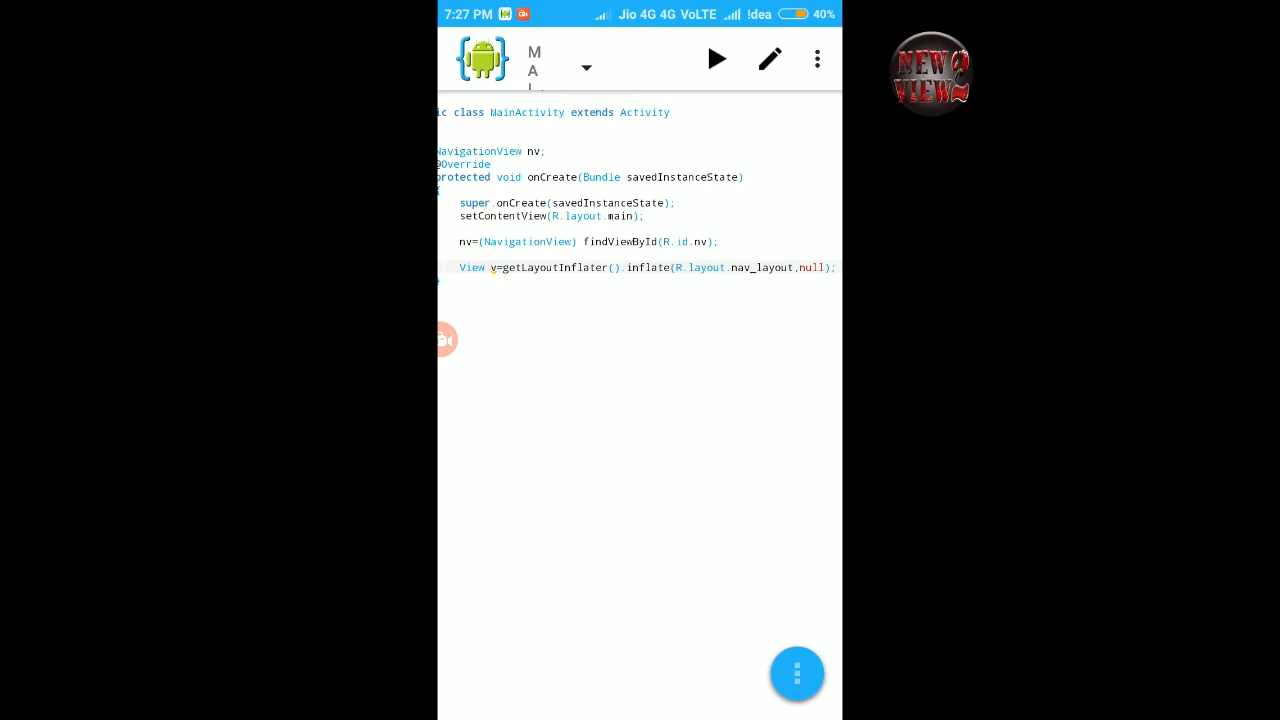 7:27 PM Jio 4G 4G VoLTE !dea 40%
M
A
NEW 2
VIEW
ic class MainActivity extends Activity
NavigationView nv;
@Override
protected void onCreate(Bundle savedInstanceState)
{
super.onCreate(savedInstanceState);
setContentView(R.layout.main);
nv=(NavigationView) findViewById(R.id.nv);
View v=getLayoutInflater().inflate(R.layout.nav_layout,null);
}